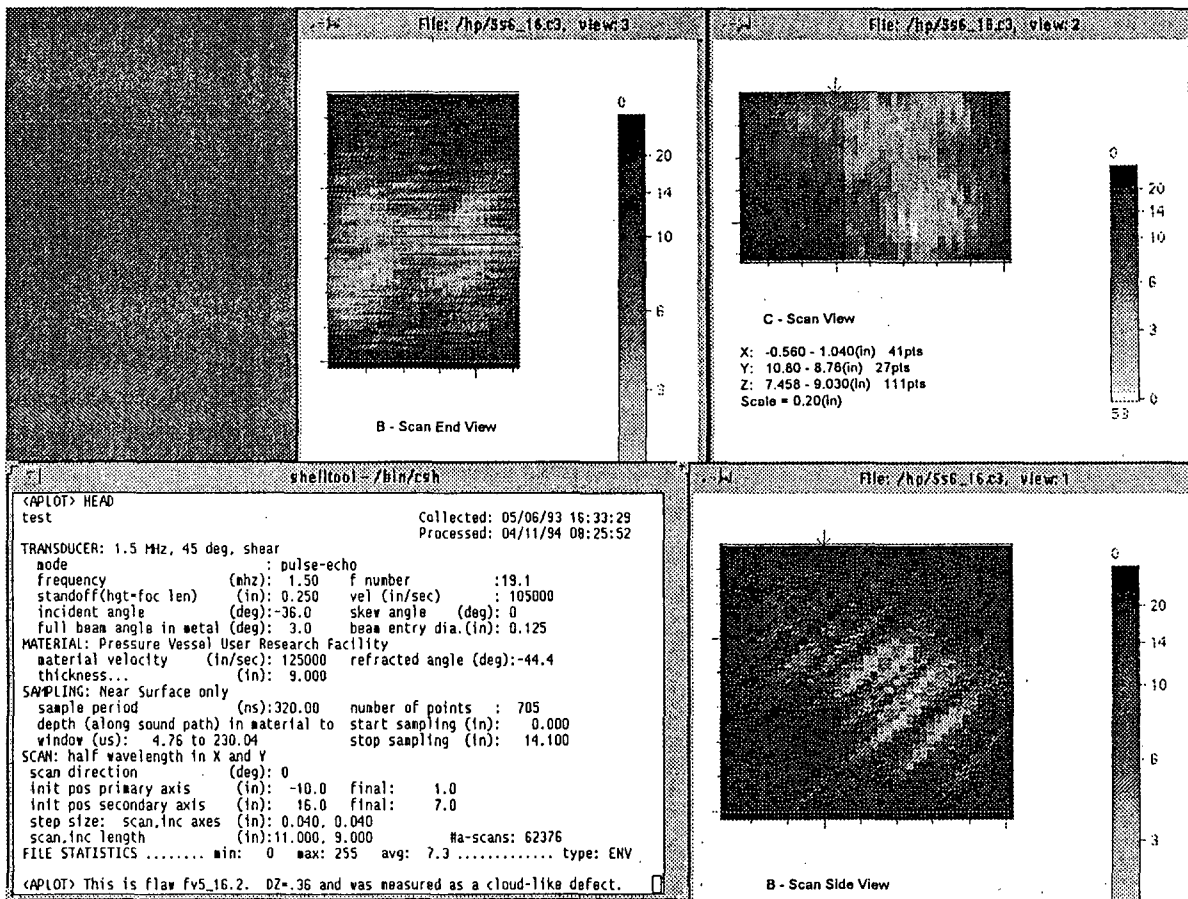 File: /hp/5s6_16.c3, view: 3
0
20
14
10
6
3
B - Scan End View
File: /hp/5s6_16.c3, view: 2
0
20
14
10
6
3
0
53
C - Scan View
X: -0.560 - 1.040(in) 41pts
Y: 10.80 - 8.76(in) 27pts
Z: 7.458 - 9.030(in) 111pts
Scale = 0.20(in)
shelltool - /bin/csh
<APLOT> HEAD
test Collected: 05/06/93 16:33:29
Processed: 04/11/94 08:25:52
TRANSDUCER: 1.5 MHz, 45 deg, shear
mode : pulse-echo
frequency (mhz): 1.50 f number :19.1
standoff(hgt=foc len) (in): 0.250 vel (in/sec) : 105000
incident angle (deg):-36.0 skew angle (deg): 0
full beam angle in metal (deg): 3.0 beam entry dia.(in): 0.125
MATERIAL: Pressure Vessel User Research Facility
material velocity (in/sec): 125000 refracted angle (deg):-44.4
thickness... (in): 9.000
SAMPLING: Near Surface only
sample period (ns):320.00 number of points : 705
depth (along sound path) in material to start sampling (in): 0.000
window (us): 4.76 to 230.04 stop sampling (in): 14.100
SCAN: half wavelength in X and Y
scan direction (deg): 0
init pos primary axis (in): -10.0 final: 1.0
init pos secondary axis (in): 16.0 final: 7.0
step size: scan,inc axes (in): 0.040, 0.040
scan,inc length (in):11.000, 9.000 #a-scans: 62376
FILE STATISTICS ........ min: 0 max: 255 avg: 7.3 ............. type: ENV
<APLOT> This is flaw fv5_16.2. DZ=.36 and was measured as a cloud-like defect.
File: /hp/5s6_16.c3, view: 1
0
20
14
10
6
3
B - Scan Side View